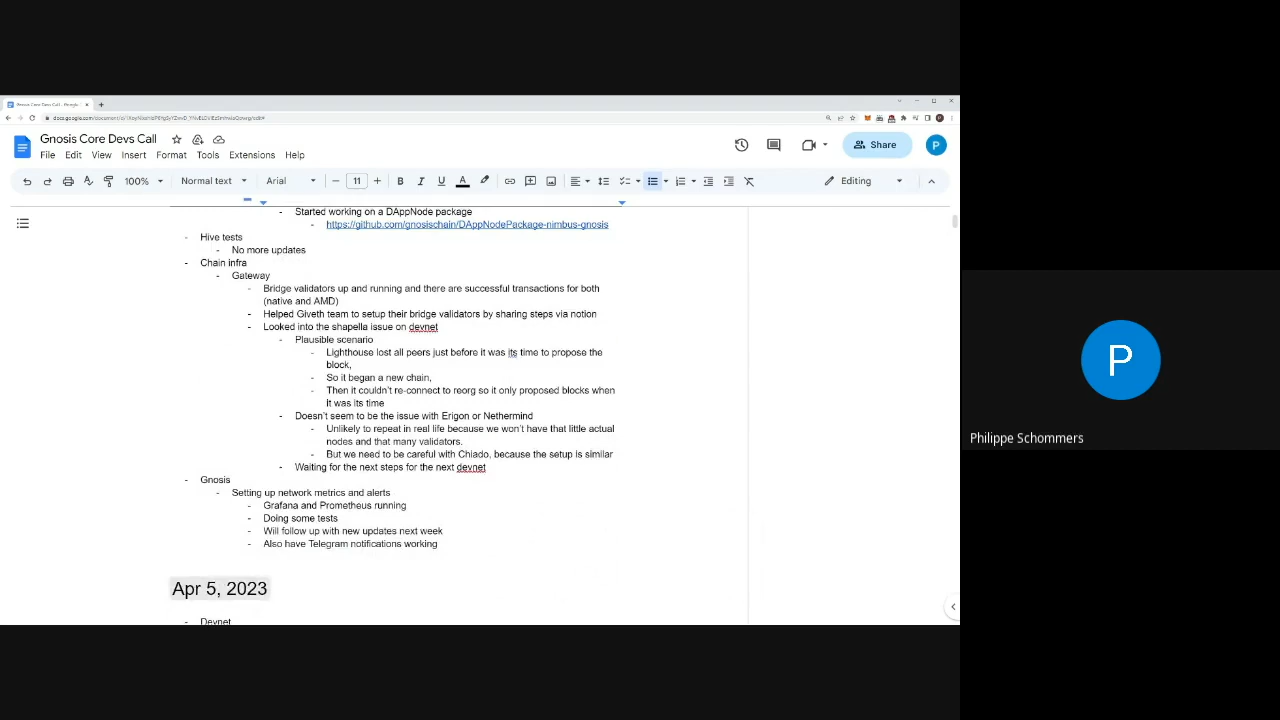 Gnosis Core Devs Call - Google
Gnosis Core Devs Call
File Edit View Insert Format Tools Extensions Help
Share
P
100% Normal text Arial 11 B I U A Editing
- Started working on a DAppNode package
- https://github.com/gnosischain/DAppNodePackage-nimbus-gnosis
- Hive tests
- No more updates
- Chain infra
- Gateway
- Bridge validators up and running and there are successful transactions for both
(native and AMD)
- Helped Giveth team to setup their bridge validators by sharing steps via notion
- Looked into the shapella issue on devnet
- Plausible scenario
- Lighthouse lost all peers just before it was its time to propose the
block,
- So it began a new chain,
- Then it couldn't re-connect to reorg so it only proposed blocks when
it was its time
- Doesn't seem to be the issue with Erigon or Nethermind
- Unlikely to repeat in real life because we won't have that little actual
nodes and that many validators.
- But we need to be careful with Chiado, because the setup is similar
- Waiting for the next steps for the next devnet
- Gnosis
- Setting up network metrics and alerts
- Grafana and Prometheus running
- Doing some tests
- Will follow up with new updates next week
- Also have Telegram notifications working
Apr 5, 2023
- Devnet
P
Philippe Schommers